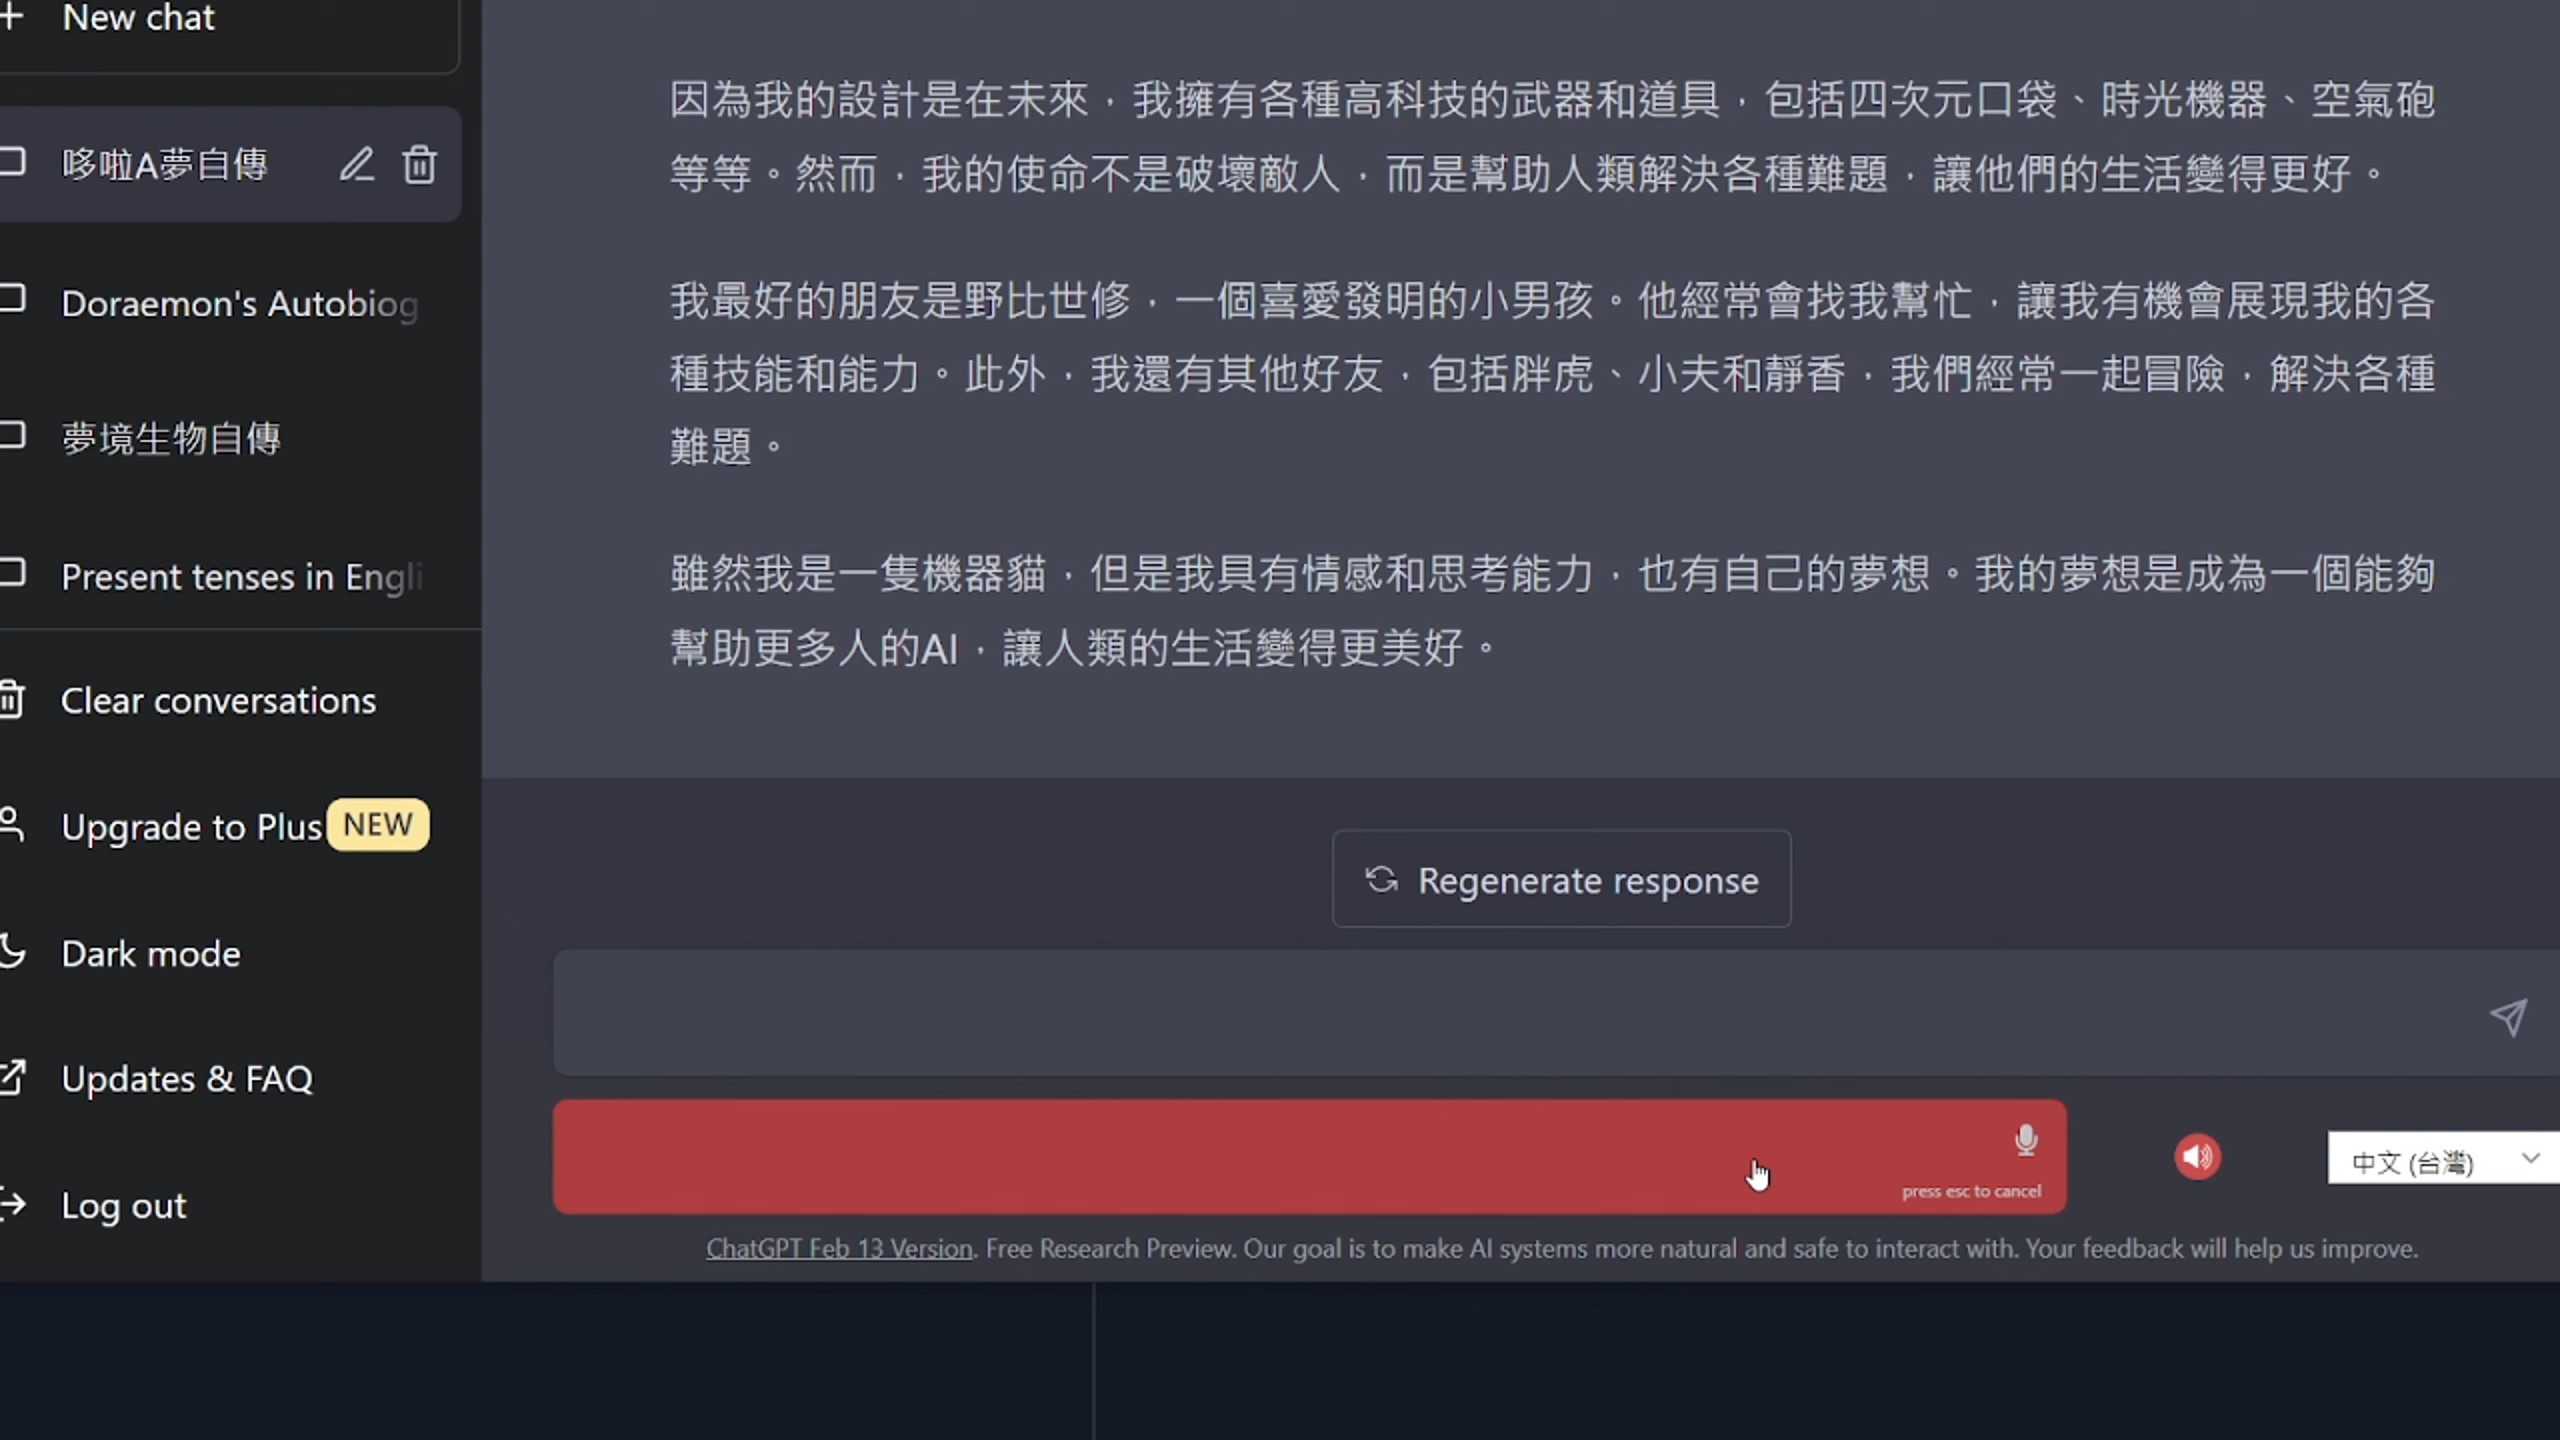 New chat
哆啦A夢自傳
Doraemon's Autobiog
夢境生物自傳
Present tenses in Engli
Clear conversations
Upgrade to Plus NEW
Dark mode
Updates & FAQ
Log out
因為我的設計是在未來，我擁有各種高科技的武器和道具，包括四次元口袋、時光機器、空氣砲
等等。然而，我的使命不是破壞敵人，而是幫助人類解決各種難題，讓他們的生活變得更好。
我最好的朋友是野比世修，一個喜愛發明的小男孩。他經常會找我幫忙，讓我有機會展現我的各
種技能和能力。此外，我還有其他好友，包括胖虎、小夫和靜香，我們經常一起冒險，解決各種
難題。
雖然我是一隻機器貓，但是我具有情感和思考能力，也有自己的夢想。我的夢想是成為一個能夠
幫助更多人的AI，讓人類的生活變得更美好。
Regenerate response
press esc to cancel
中文 (台灣)
ChatGPT Feb 13 Version. Free Research Preview. Our goal is to make AI systems more natural and safe to interact with. Your feedback will help us improve.